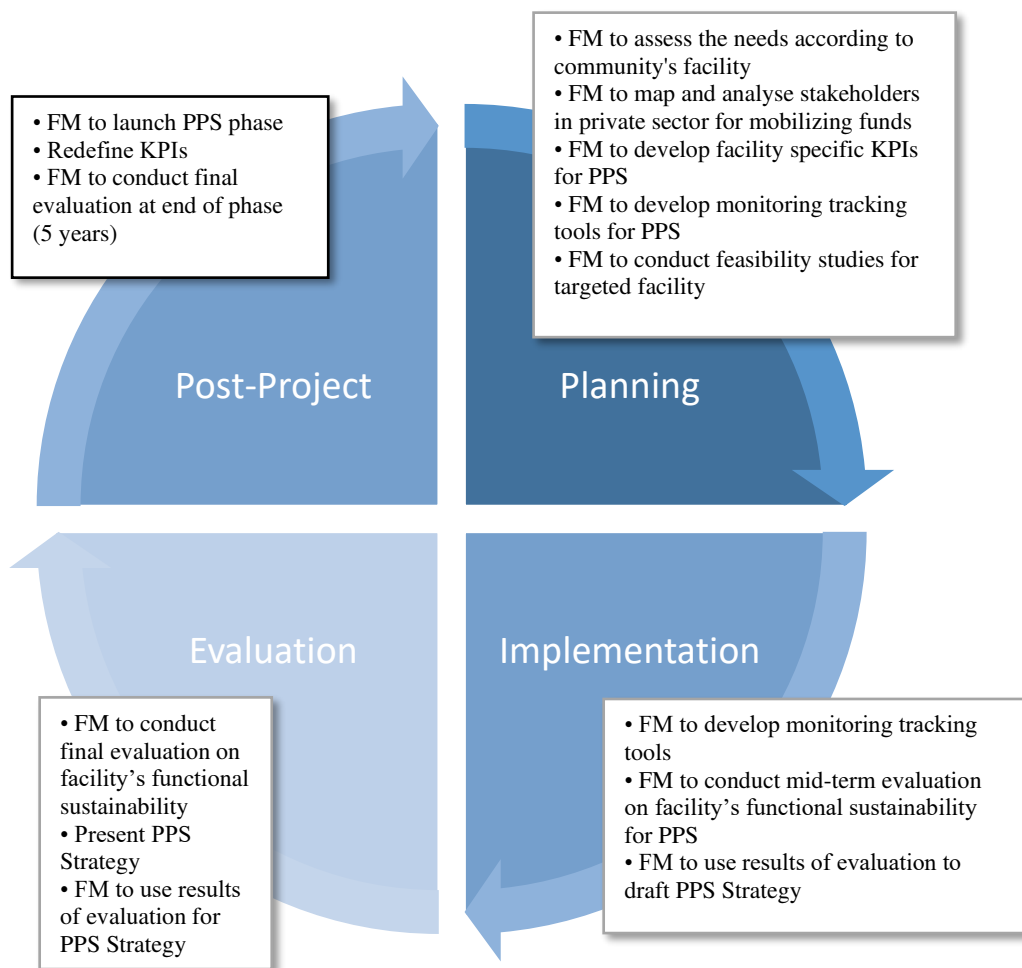 • FM to launch PPS phase
• Redefine KPIs
• FM to conduct final
evaluation at end of phase
(5 years)
• FM to assess the needs according to
community's facility
• FM to map and analyse stakeholders
in private sector for mobilizing funds
• FM to develop facility specific KPIs
for PPS
• FM to develop monitoring tracking
tools for PPS
• FM to conduct feasibility studies for
targeted facility
Post-Project
Planning
Evaluation
Implementation
• FM to conduct
final evaluation on
facility’s functional
sustainability
• Present PPS
Strategy
• FM to use results
of evaluation for
PPS Strategy
• FM to develop monitoring tracking
tools
• FM to conduct mid-term evaluation
on facility’s functional sustainability
for PPS
• FM to use results of evaluation to
draft PPS Strategy